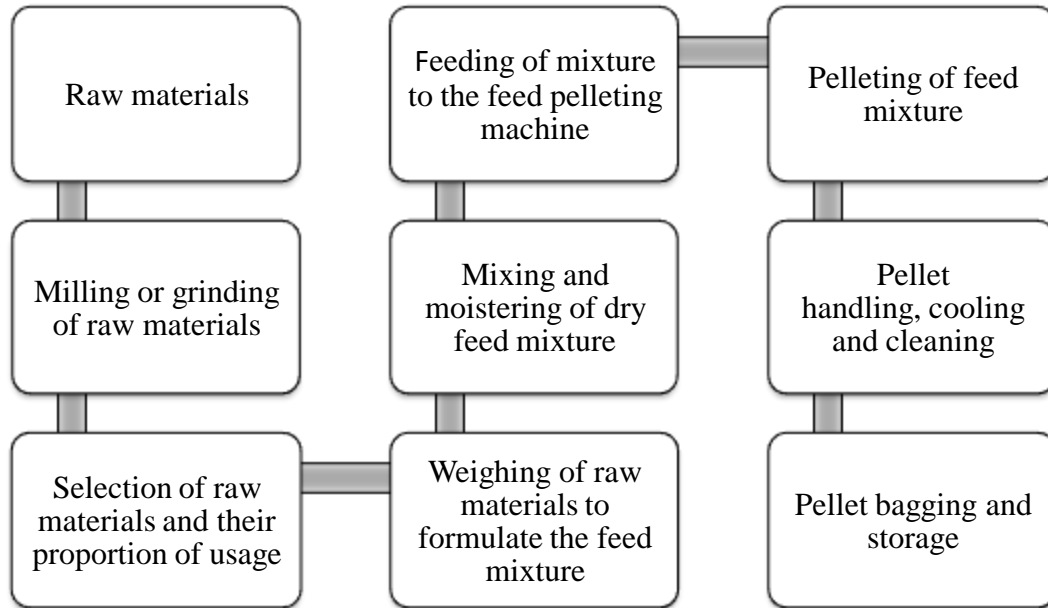 Raw materials
Milling or grinding
of raw materials
Selection of raw
materials and their
proportion of usage
Weighing of raw
materials to
formulate the feed
mixture
Mixing and
moistering of dry
feed mixture
Feeding of mixture
to the feed pelleting
machine
Pelleting of feed
mixture
Pellet
handling, cooling
and cleaning
Pellet bagging and
storage